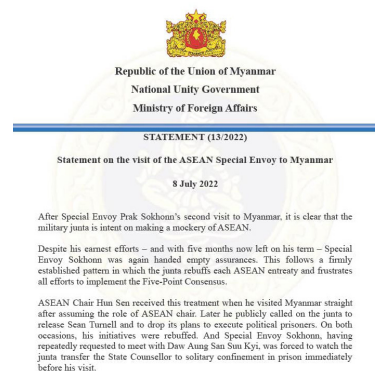 Republic of the Union of Myanmar
National Unity Government
Ministry of Foreign Affairs
STATEMENT (13/2022)
Statement on the visit of the ASEAN Special Envoy to Myanmar
8 July 2022
After Special Envoy Prak Sokhonn's second visit to Myanmar, it is clear that the
military junta is intent on making a mockery of ASEAN.
Despite his earnest efforts – and with five months now left on his term – Special
Envoy Sokhonn was again handed empty assurances. This follows a firmly
established pattern in which the junta rebuffs each ASEAN entreaty and frustrates
all efforts to implement the Five-Point Consensus.
ASEAN Chair Hun Sen received this treatment when he visited Myanmar straight
after assuming the role of ASEAN chair. Later he publicly called on the junta to
release Sean Turnell and to drop its plans to execute political prisoners. On both
occasions, his initiatives were rebuffed. And Special Envoy Sokhonn, having
repeatedly requested to meet with Daw Aung San Suu Kyi, was forced to watch the
junta transfer the State Counsellor to solitary confinement in prison immediately
before his visit.